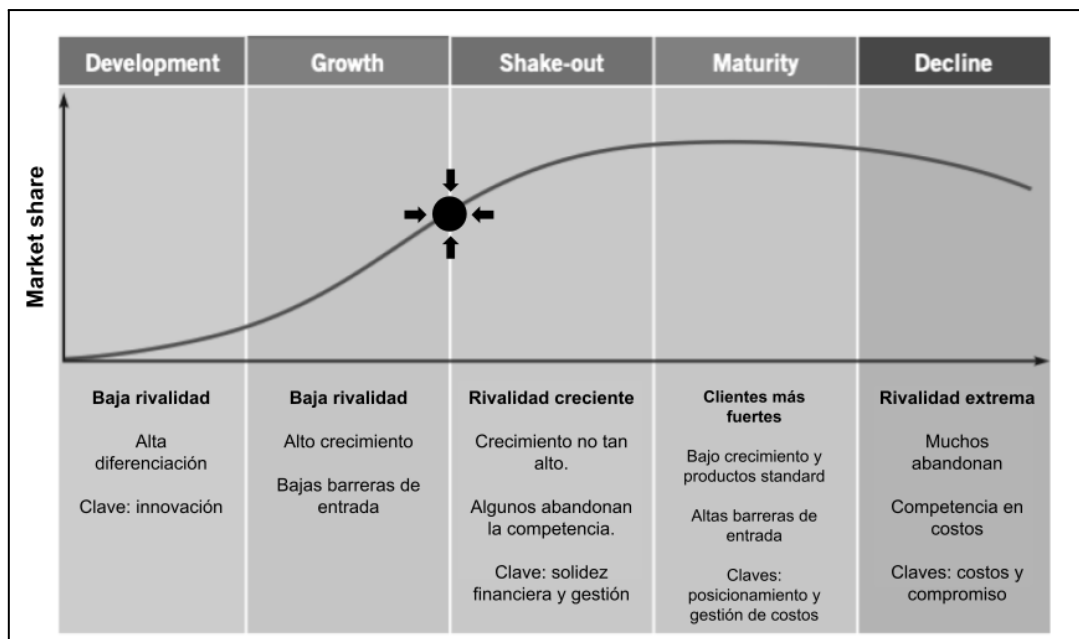 Development
Growth
Shake-out
Maturity
Decline
Market share
Baja rivalidad
Alta
diferenciación
Clave: innovación
Baja rivalidad
Alto crecimiento
Bajas barreras de
entrada
Rivalidad creciente
Crecimiento no tan
alto.
Algunos abandonan
la competencia.
Clave: solidez
financiera y gestión
Clientes más
fuertes
Bajo crecimiento y
productos standard
Altas barreras de
entrada
Claves:
posicionamiento y
gestión de costos
Rivalidad extrema
Muchos
abandonan
Competencia en
costos
Claves: costos y
compromiso